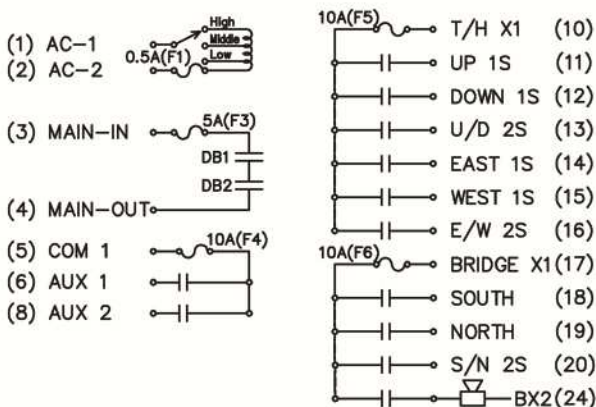 High
(1) AC-1
Middle
0.5A(F1)
Low
(2) AC-2
(3) MAIN-IN
5A(F3)
DB1
DB2
(4) MAIN-OUT
(5) COM 1
10A(F4)
(6) AUX 1
(8) AUX 2
10A(F5)
T/H X1 (10)
UP 1S (11)
DOWN 1S (12)
U/D 2S (13)
EAST 1S (14)
WEST 1S (15)
E/W 2S (16)
10A(F6)
BRIDGE X1(17)
SOUTH (18)
NORTH (19)
S/N 2S (20)
BX2(24)